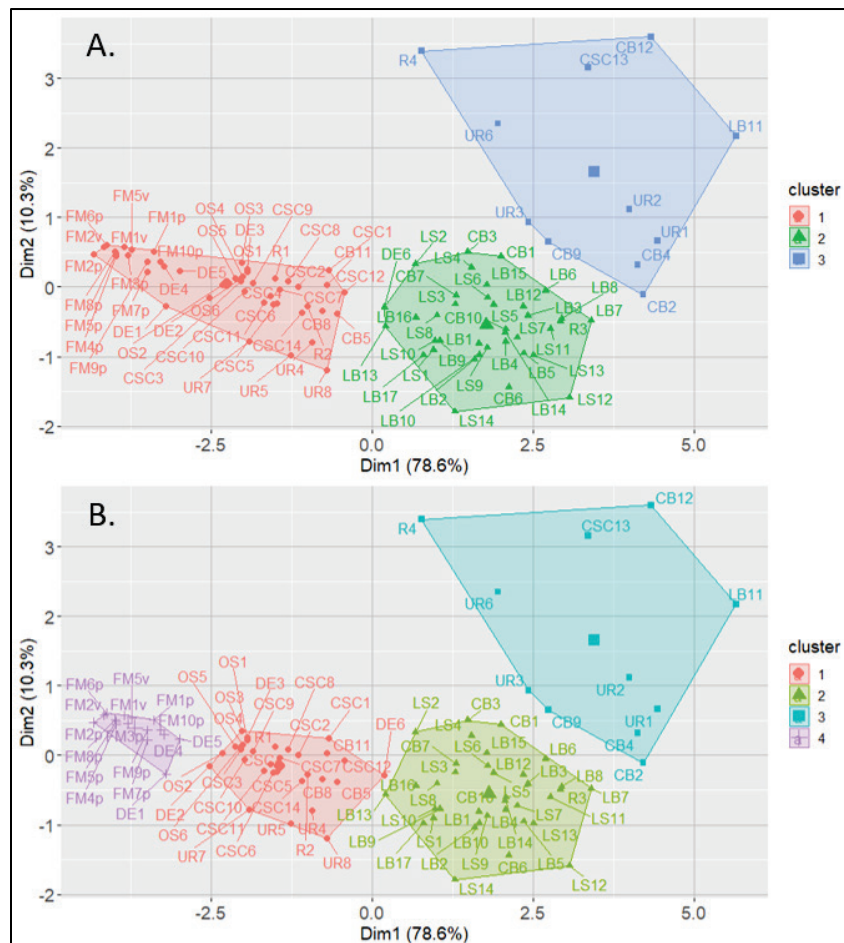 A.
Dim2 (10.3%)
3
2
1
0
-1
-2
R4
CB12
CSC13
LB11
UR6
UR2
UR3
UR1
CB9
CB4
CB2
FM5v
FM6p
FM2v
FM1v
FM1p
FM2p
FM10p
FM8p
FM7p
FM5p
FM4p
FM9p
OS4
OS3
CSC9
OS5
DE3
CSC8
OS1
R1
CSC1
CB11
DE5
CSC2
CSC12
DE4
CSC7
DE1
DE2
OS6
CSC6
CB8
CB5
OS2
CSC11
CSC14
CSC10
CSC5
R2
CSC3
UR7
UR4
UR5
UR8
LS2
CB3
DE6
LS4
CB1
CB7
LS6
LB15
LB6
LS3
LB12
LB8
LB16
CB10
LS5
LB3
LB7
LS8
LS7
R3
LS10
LB1
LS11
LB9
LB4
LS13
LB13
LS1
LB5
LB17
LB2
LS9
CB6
LB14
LS12
LB10
LS14
-2.5
0.0
2.5
5.0
Dim1 (78.6%)
cluster
1
2
3
B.
Dim2 (10.3%)
3
2
1
0
-1
-2
R4
CB12
CSC13
LB11
UR6
UR2
UR3
UR1
CB9
CB4
CB2
FM6p
FM5v
FM2v
FM1v
FM1p
FM10p
FM2p
FM3p
FM8p
DE4
DE5
FM5p
FM9p
FM4p
FM7p
DE1
OS5
OS1
OS3
DE3
CSC8
CSC9
CSC1
OS4
CSC2
R1
CB11
DE6
CSC12
OS2
CSC3
CSC7
CSC10
CSC5
CB8
CB5
DE2
CSC14
OS6
CSC11
UR5
UR4
UR7
CSC6
R2
UR8
LS2
CB3
LS4
CB1
CB7
LS6
LB15
LB6
LS3
LB12
LB3
LB8
LB16
LS5
LB7
LS8
R3
LB13
LS10
LB1
CB4
LS7
LS11
LB9
LS1
LB14
LS13
LB10
LB17
LB2
LS9
CB6
LB5
LS12
LS14
-2.5
0.0
2.5
5.0
Dim1 (78.6%)
cluster
1
2
3
4